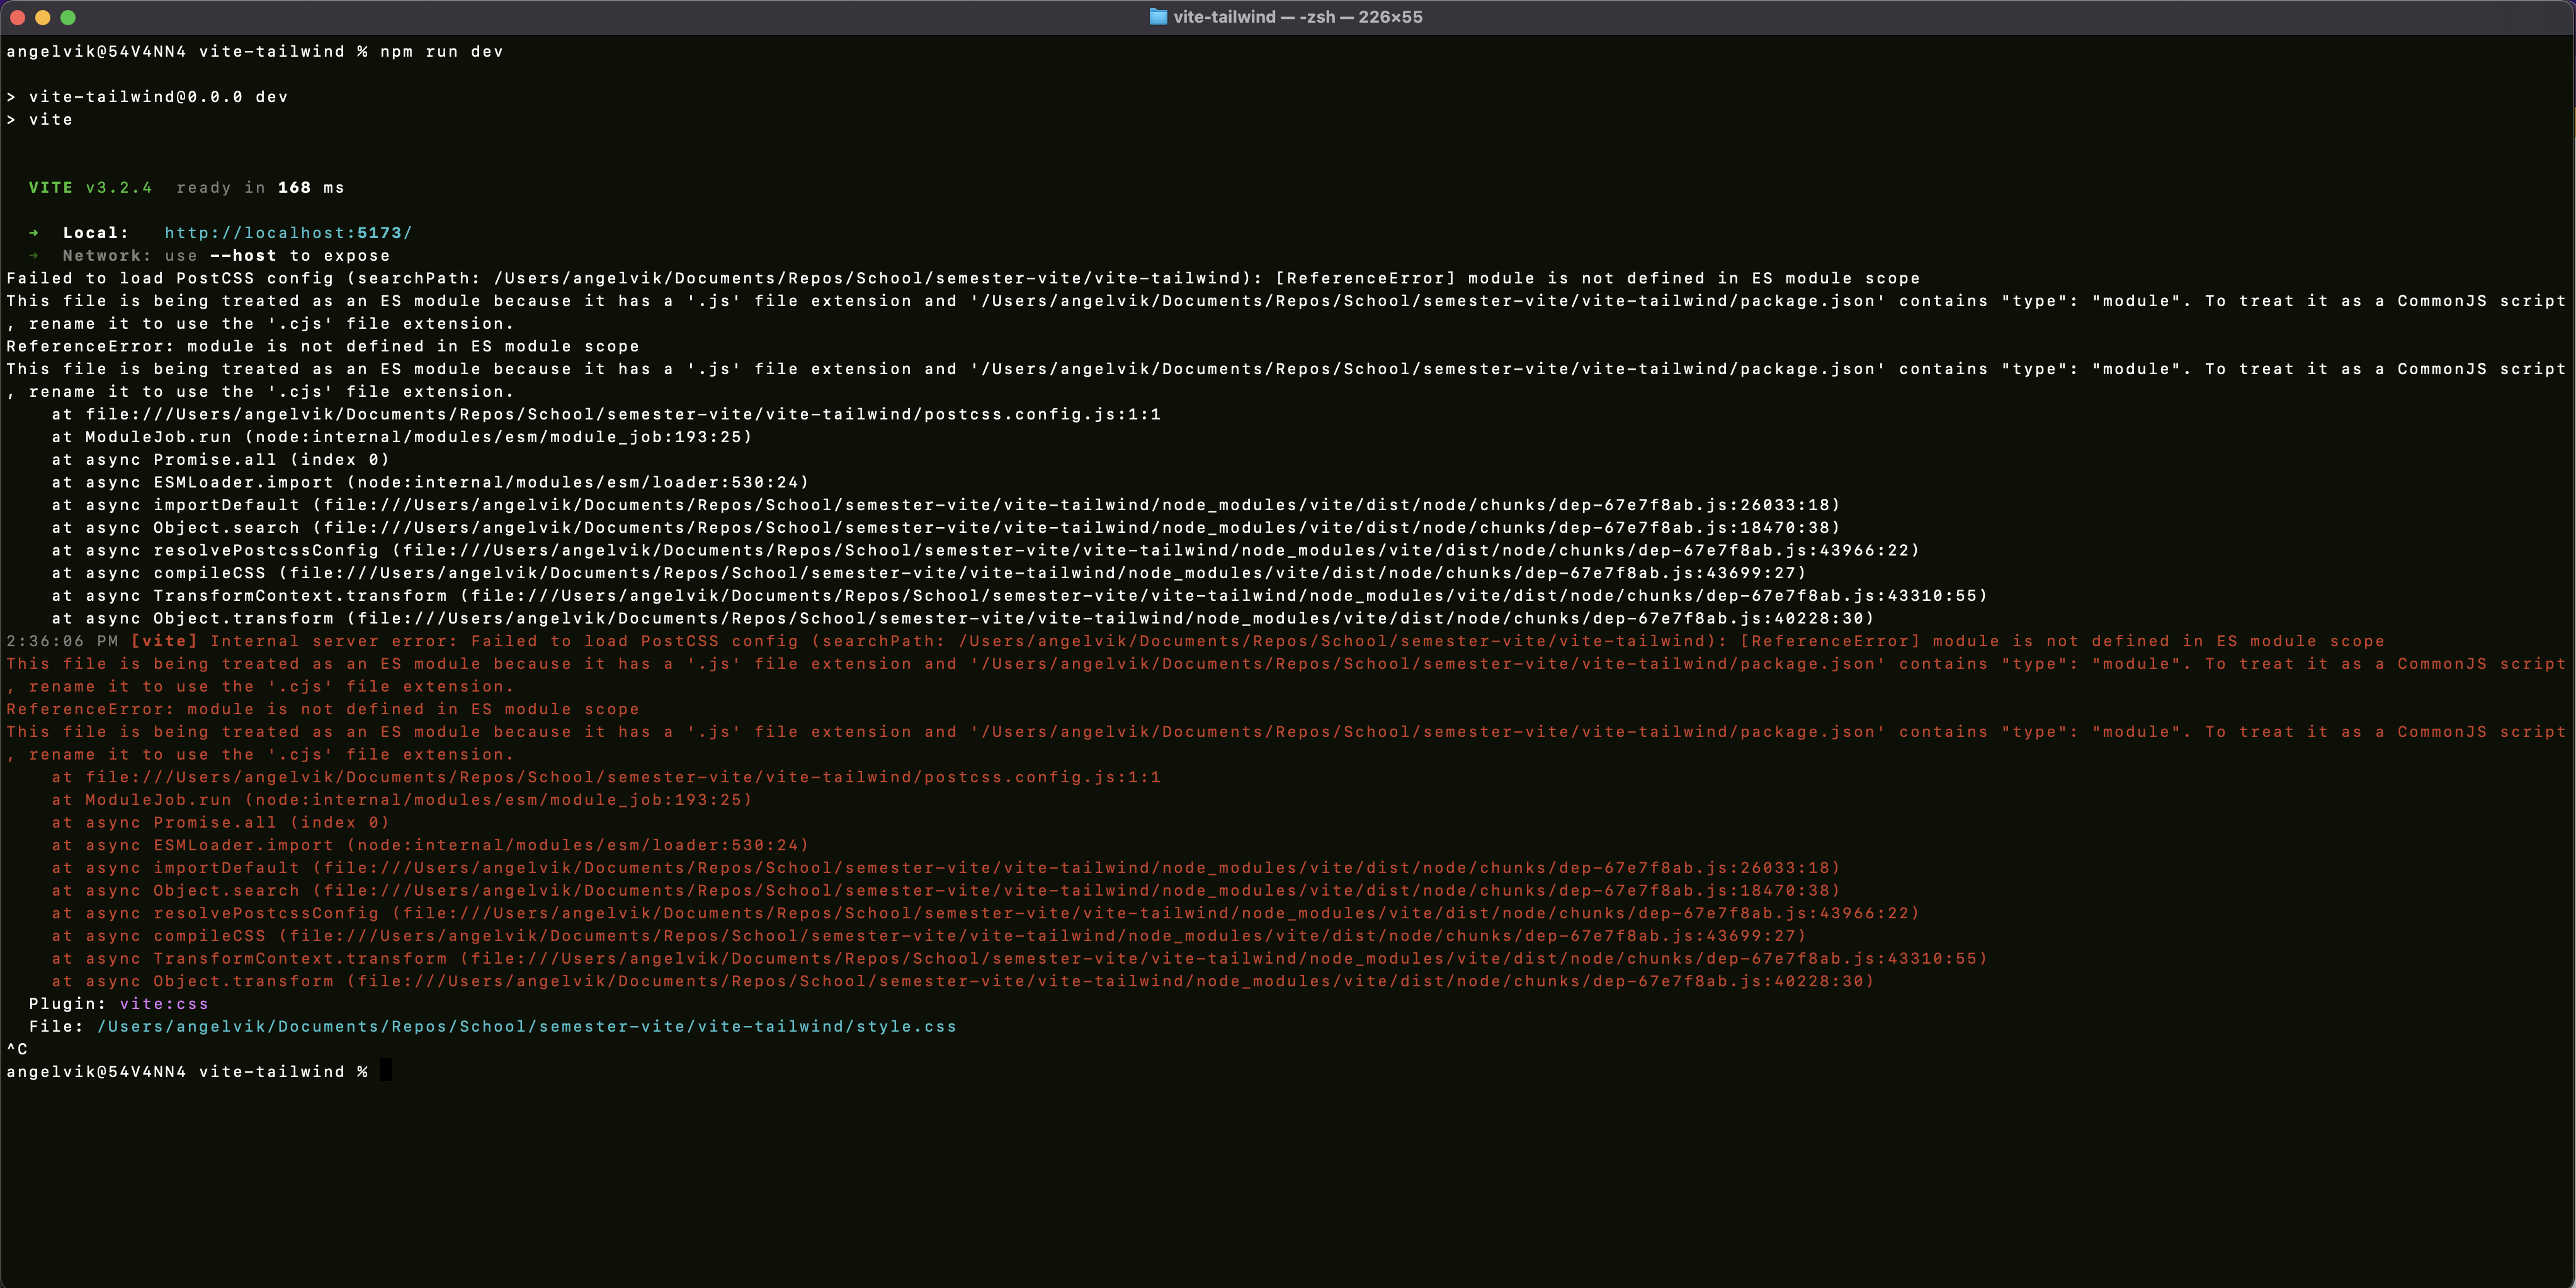 vite-tailwind — -zsh — 226×55
angelvik@54V4NN4 vite-tailwind % npm run dev
> vite-tailwind@0.0.0 dev
> vite
VITE v3.2.4  ready in 168 ms
➜  Local:   http://localhost:5173/
➜  Network: use --host to expose
Failed to load PostCSS config (searchPath: /Users/angelvik/Documents/Repos/School/semester-vite/vite-tailwind): [ReferenceError] module is not defined in ES module scope
This file is being treated as an ES module because it has a '.js' file extension and '/Users/angelvik/Documents/Repos/School/semester-vite/vite-tailwind/package.json' contains "type": "module". To treat it as a CommonJS script
, rename it to use the '.cjs' file extension.
ReferenceError: module is not defined in ES module scope
This file is being treated as an ES module because it has a '.js' file extension and '/Users/angelvik/Documents/Repos/School/semester-vite/vite-tailwind/package.json' contains "type": "module". To treat it as a CommonJS script
, rename it to use the '.cjs' file extension.
    at file:///Users/angelvik/Documents/Repos/School/semester-vite/vite-tailwind/postcss.config.js:1:1
    at ModuleJob.run (node:internal/modules/esm/module_job:193:25)
    at async Promise.all (index 0)
    at async ESMLoader.import (node:internal/modules/esm/loader:530:24)
    at async importDefault (file:///Users/angelvik/Documents/Repos/School/semester-vite/vite-tailwind/node_modules/vite/dist/node/chunks/dep-67e7f8ab.js:26033:18)
    at async Object.search (file:///Users/angelvik/Documents/Repos/School/semester-vite/vite-tailwind/node_modules/vite/dist/node/chunks/dep-67e7f8ab.js:18470:38)
    at async resolvePostcssConfig (file:///Users/angelvik/Documents/Repos/School/semester-vite/vite-tailwind/node_modules/vite/dist/node/chunks/dep-67e7f8ab.js:43966:22)
    at async compileCSS (file:///Users/angelvik/Documents/Repos/School/semester-vite/vite-tailwind/node_modules/vite/dist/node/chunks/dep-67e7f8ab.js:43699:27)
    at async TransformContext.transform (file:///Users/angelvik/Documents/Repos/School/semester-vite/vite-tailwind/node_modules/vite/dist/node/chunks/dep-67e7f8ab.js:43310:55)
    at async Object.transform (file:///Users/angelvik/Documents/Repos/School/semester-vite/vite-tailwind/node_modules/vite/dist/node/chunks/dep-67e7f8ab.js:40228:30)
2:36:06 PM [vite] Internal server error: Failed to load PostCSS config (searchPath: /Users/angelvik/Documents/Repos/School/semester-vite/vite-tailwind): [ReferenceError] module is not defined in ES module scope
This file is being treated as an ES module because it has a '.js' file extension and '/Users/angelvik/Documents/Repos/School/semester-vite/vite-tailwind/package.json' contains "type": "module". To treat it as a CommonJS script
, rename it to use the '.cjs' file extension.
ReferenceError: module is not defined in ES module scope
This file is being treated as an ES module because it has a '.js' file extension and '/Users/angelvik/Documents/Repos/School/semester-vite/vite-tailwind/package.json' contains "type": "module". To treat it as a CommonJS script
, rename it to use the '.cjs' file extension.
    at file:///Users/angelvik/Documents/Repos/School/semester-vite/vite-tailwind/postcss.config.js:1:1
    at ModuleJob.run (node:internal/modules/esm/module_job:193:25)
    at async Promise.all (index 0)
    at async ESMLoader.import (node:internal/modules/esm/loader:530:24)
    at async importDefault (file:///Users/angelvik/Documents/Repos/School/semester-vite/vite-tailwind/node_modules/vite/dist/node/chunks/dep-67e7f8ab.js:26033:18)
    at async Object.search (file:///Users/angelvik/Documents/Repos/School/semester-vite/vite-tailwind/node_modules/vite/dist/node/chunks/dep-67e7f8ab.js:18470:38)
    at async resolvePostcssConfig (file:///Users/angelvik/Documents/Repos/School/semester-vite/vite-tailwind/node_modules/vite/dist/node/chunks/dep-67e7f8ab.js:43966:22)
    at async compileCSS (file:///Users/angelvik/Documents/Repos/School/semester-vite/vite-tailwind/node_modules/vite/dist/node/chunks/dep-67e7f8ab.js:43699:27)
    at async TransformContext.transform (file:///Users/angelvik/Documents/Repos/School/semester-vite/vite-tailwind/node_modules/vite/dist/node/chunks/dep-67e7f8ab.js:43310:55)
    at async Object.transform (file:///Users/angelvik/Documents/Repos/School/semester-vite/vite-tailwind/node_modules/vite/dist/node/chunks/dep-67e7f8ab.js:40228:30)
  Plugin: vite:css
  File: /Users/angelvik/Documents/Repos/School/semester-vite/vite-tailwind/style.css
^C
angelvik@54V4NN4 vite-tailwind %